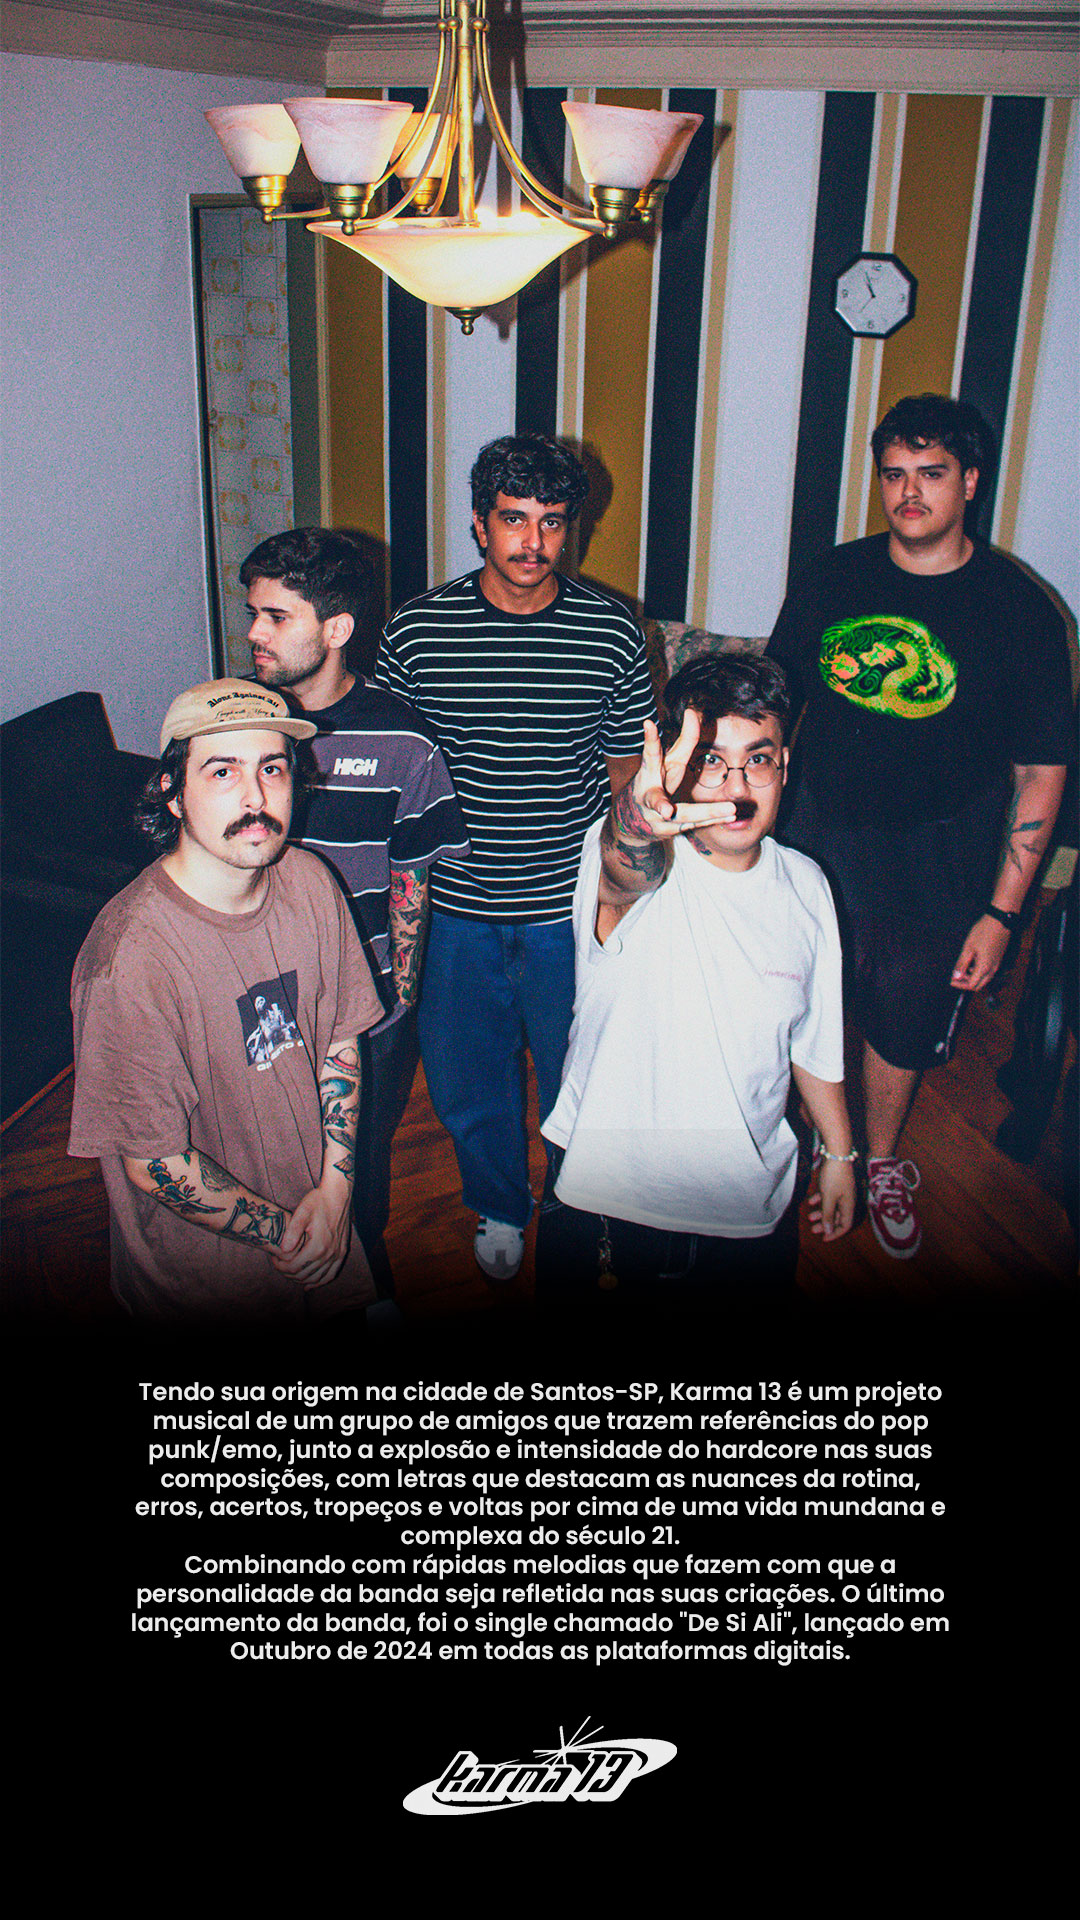 Alone Against All
HIGH
Tendo sua origem na cidade de Santos-SP, Karma 13 é um projeto
musical de um grupo de amigos que trazem referências do pop
punk/emo, junto a explosão e intensidade do hardcore nas suas
composições, com letras que destacam as nuances da rotina,
erros, acertos, tropeços e voltas por cima de uma vida mundana e
complexa do século 21.
Combinando com rápidas melodias que fazem com que a
personalidade da banda seja refletida nas suas criações. O último
lançamento da banda, foi o single chamado "De Si Ali", lançado em
Outubro de 2024 em todas as plataformas digitais.
karma 13